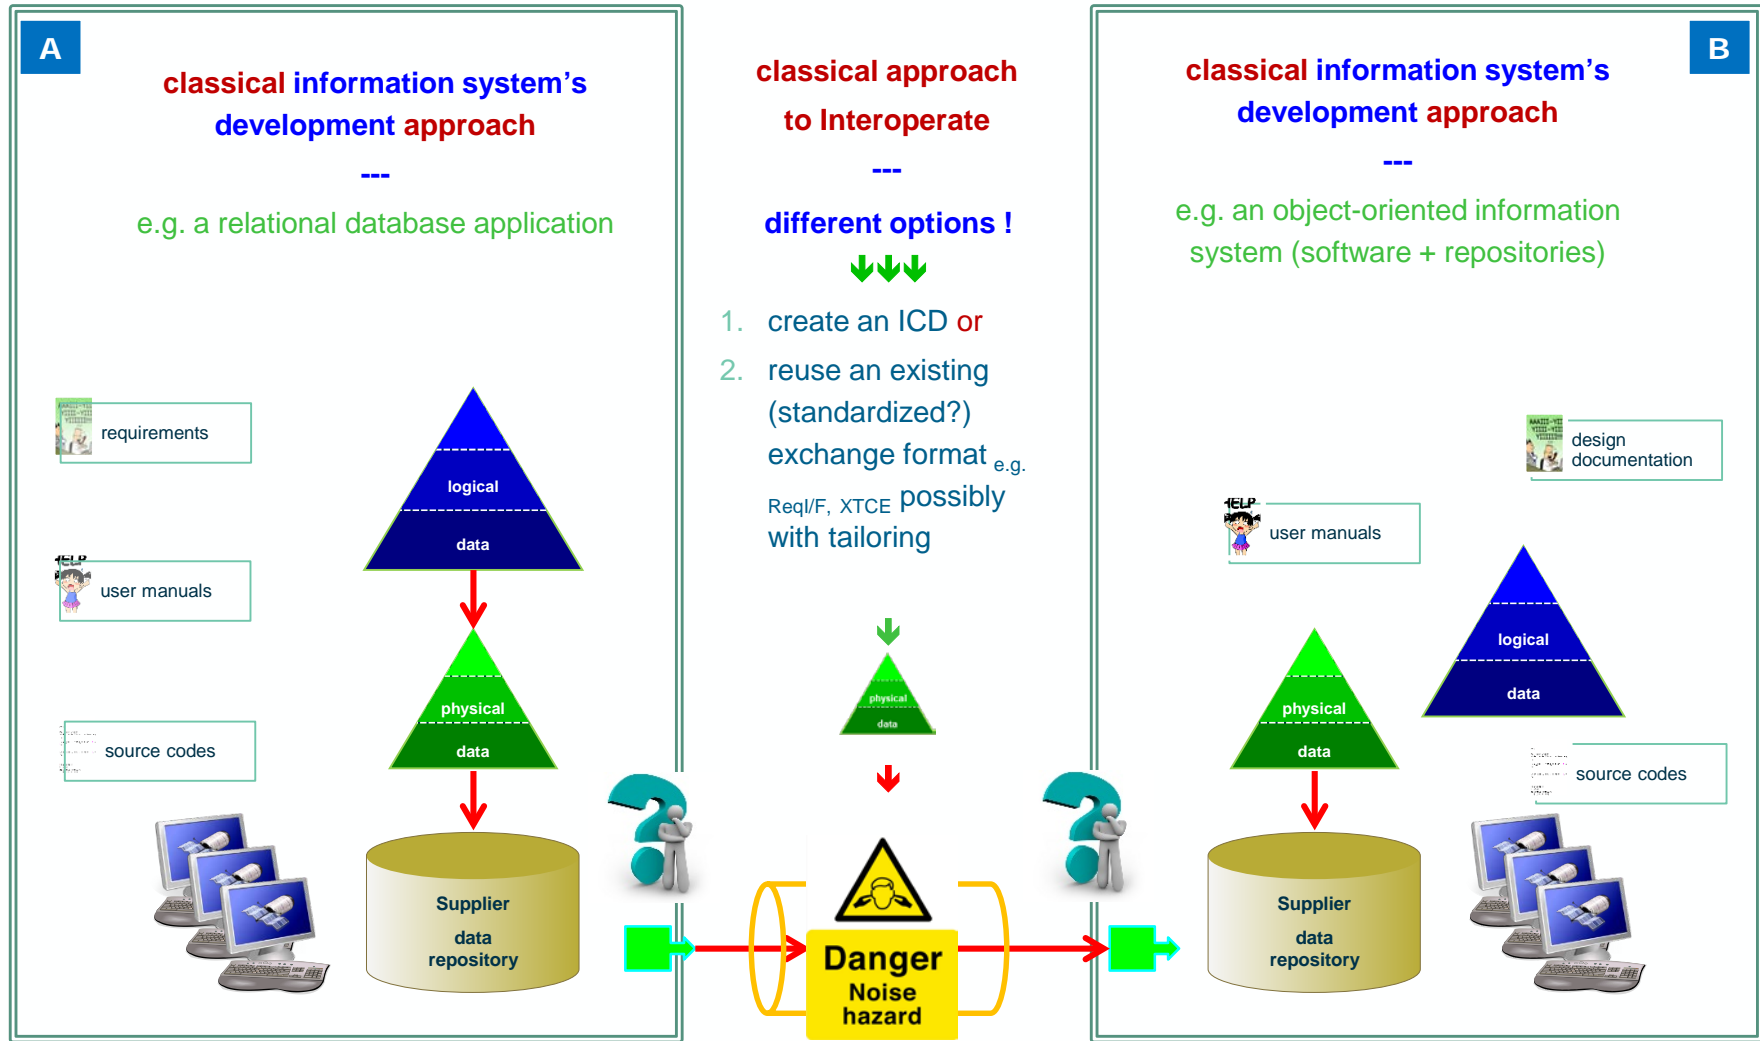 A
classical information system's
development approach
---
e.g. a relational database application
requirements
user manuals
source codes
logical
data
physical
data
Supplier
data
repository
classical approach
to Interoperate
---
different options !
1. create an ICD or
2. reuse an existing
(standardized?)
exchange format e.g.
ReqI/F, XTCE possibly
with tailoring
physical
data
Danger
Noise
hazard
B
classical information system's
development approach
---
e.g. an object-oriented information
system (software + repositories)
design
documentation
HELP
user manuals
logical
data
physical
data
source codes
Supplier
data
repository